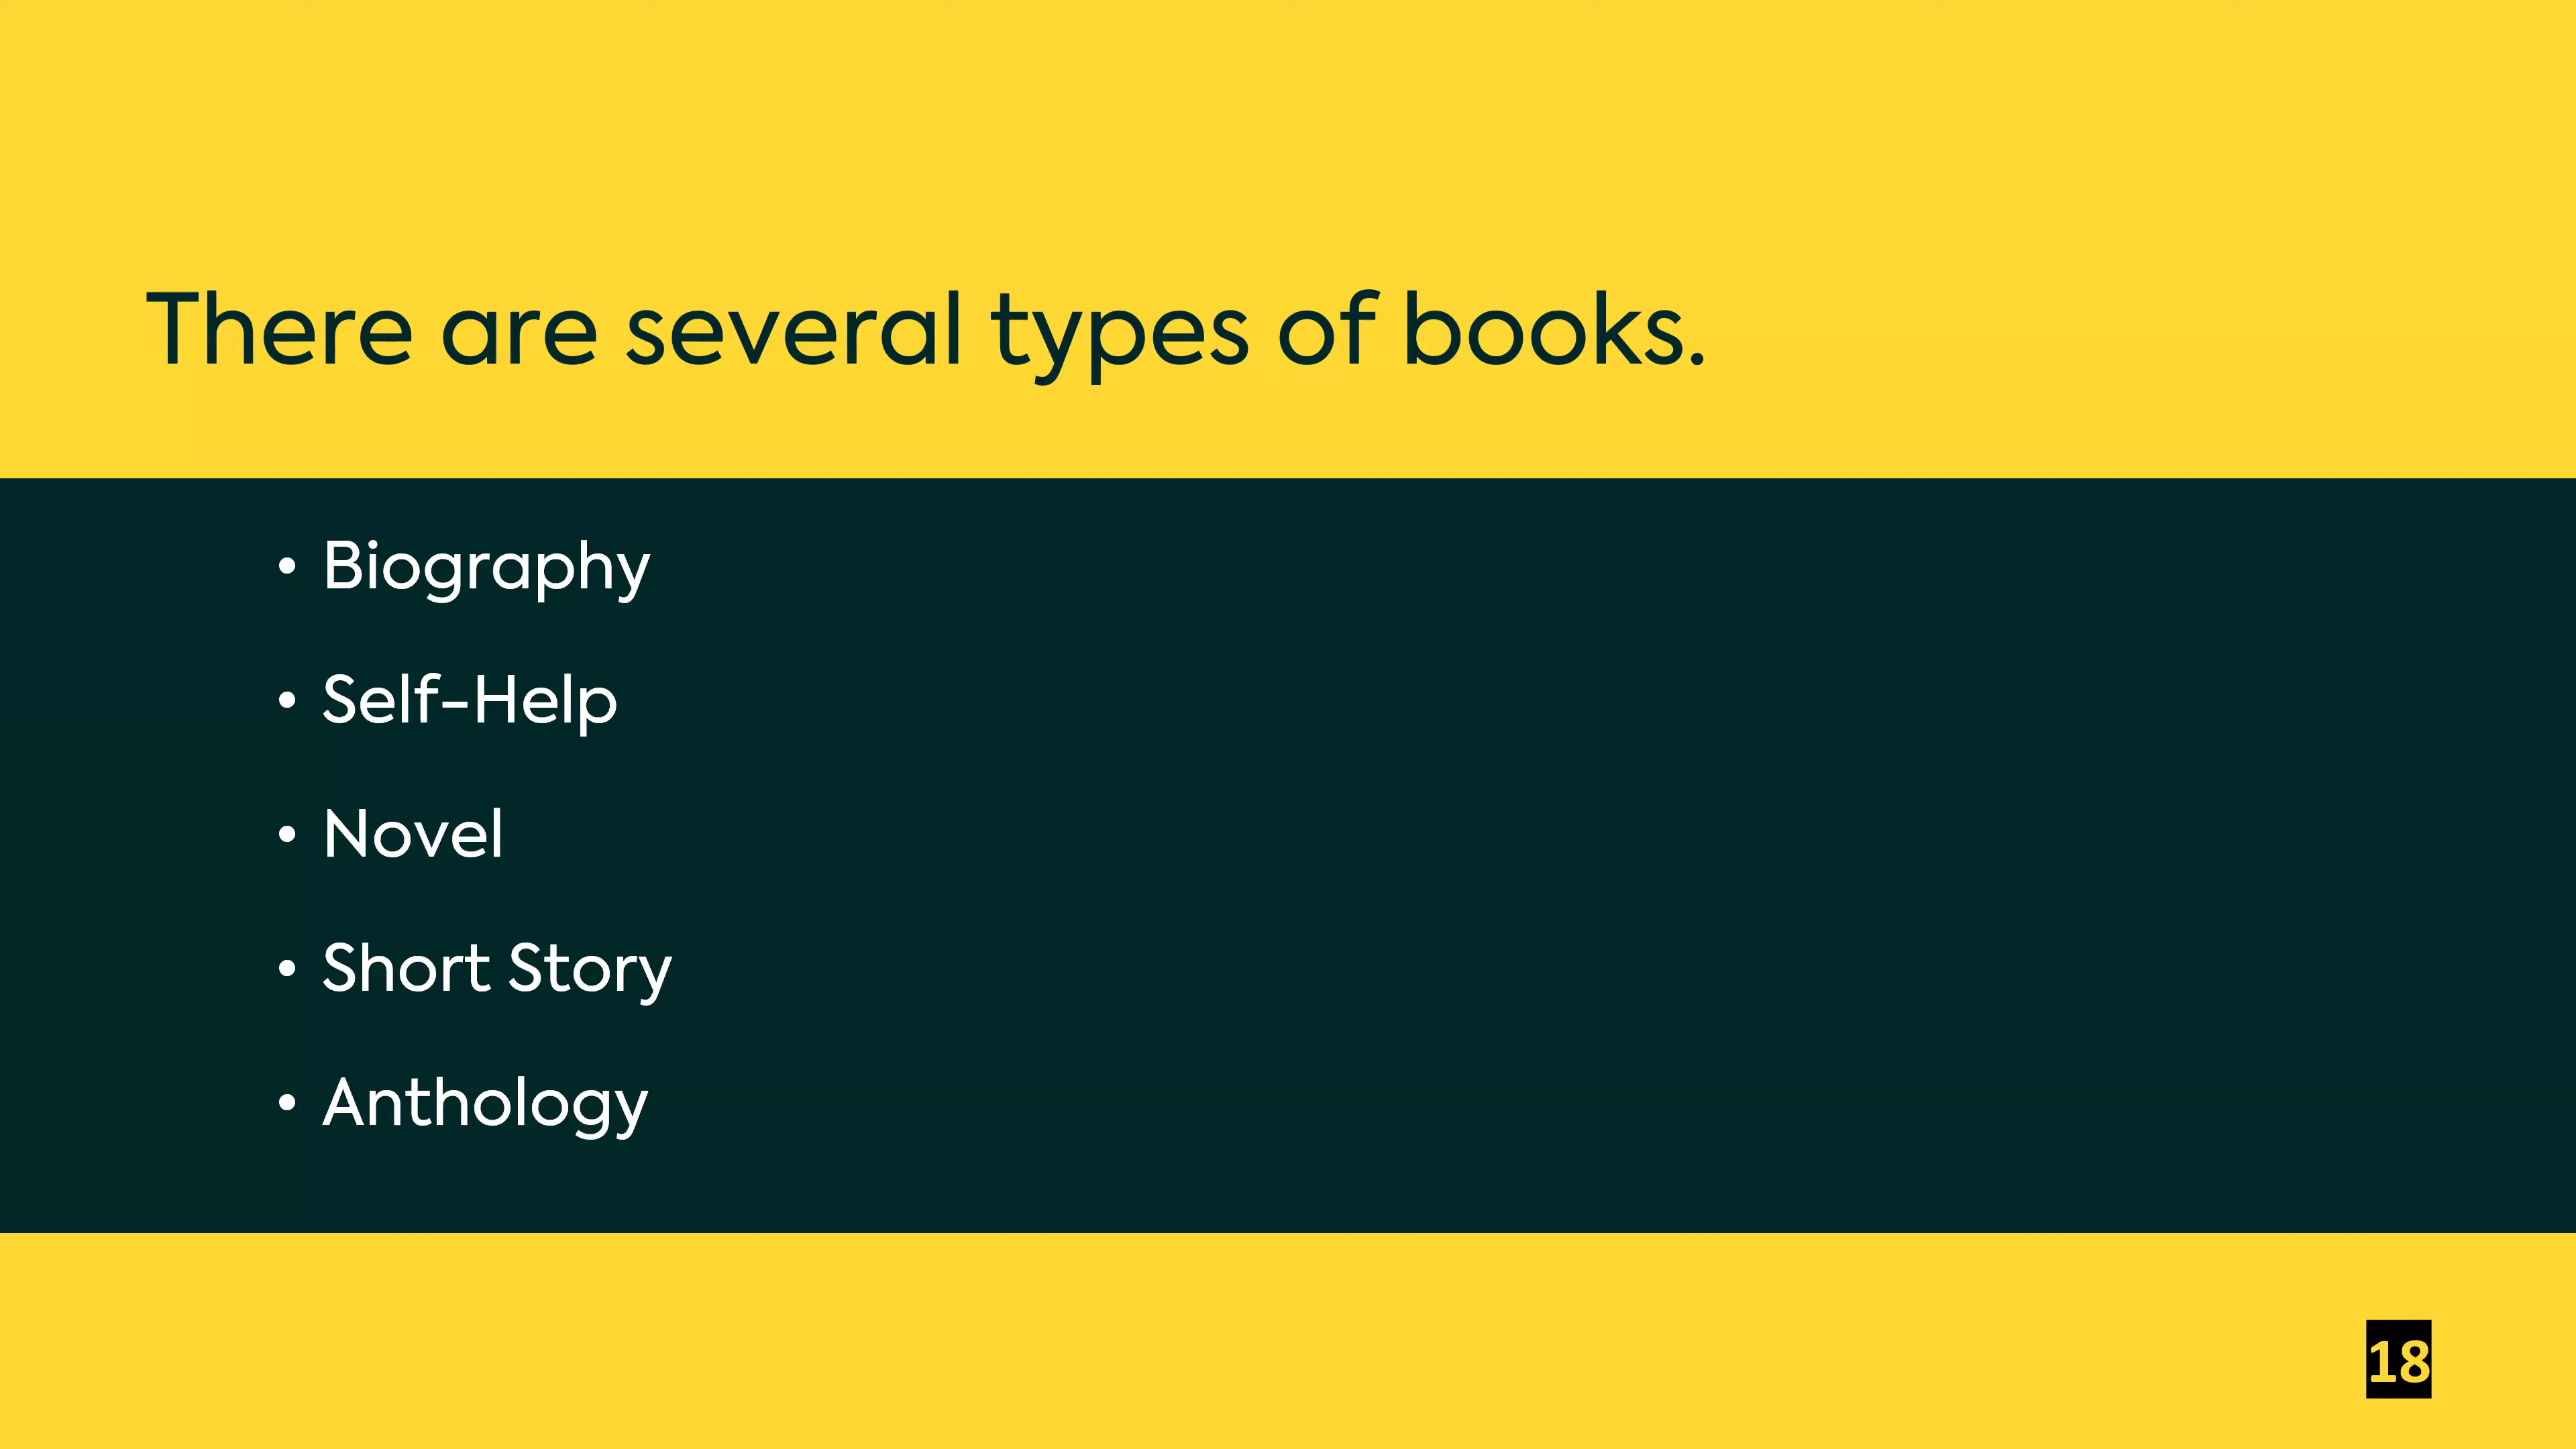 There are several types of books.
• Biography
• Self-Help
• Novel
• Short Story
• Anthology
18